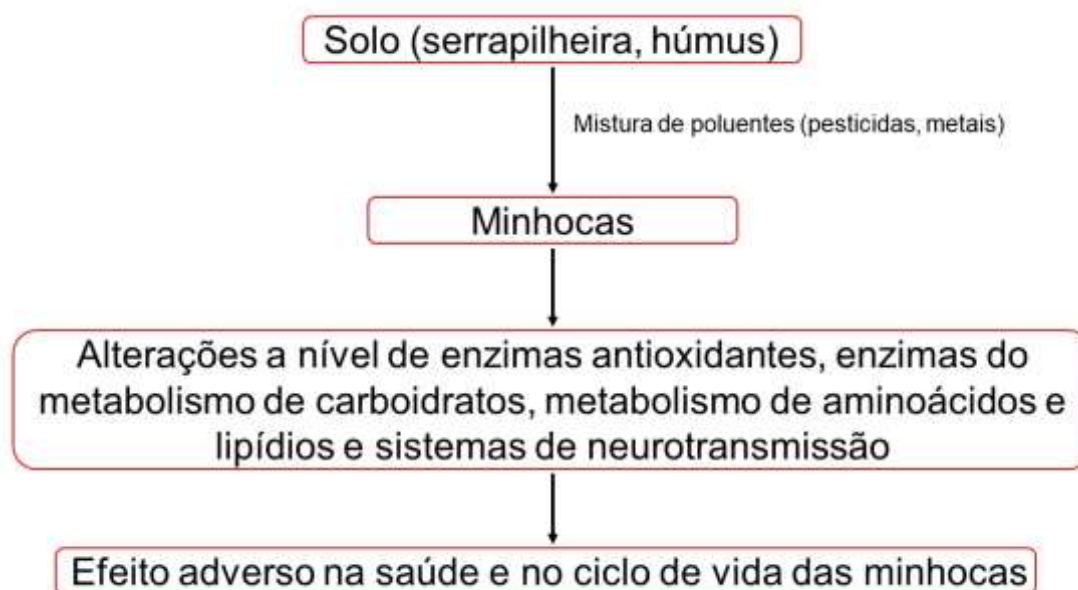 Solo (serrapilheira, húmus)
Mistura de poluentes (pesticidas, metais)
Minhocas
Alterações a nível de enzimas antioxidantes, enzimas do
metabolismo de carboidratos, metabolismo de aminoácidos e
lipídios e sistemas de neurotransmissão
Efeito adverso na saúde e no ciclo de vida das minhocas